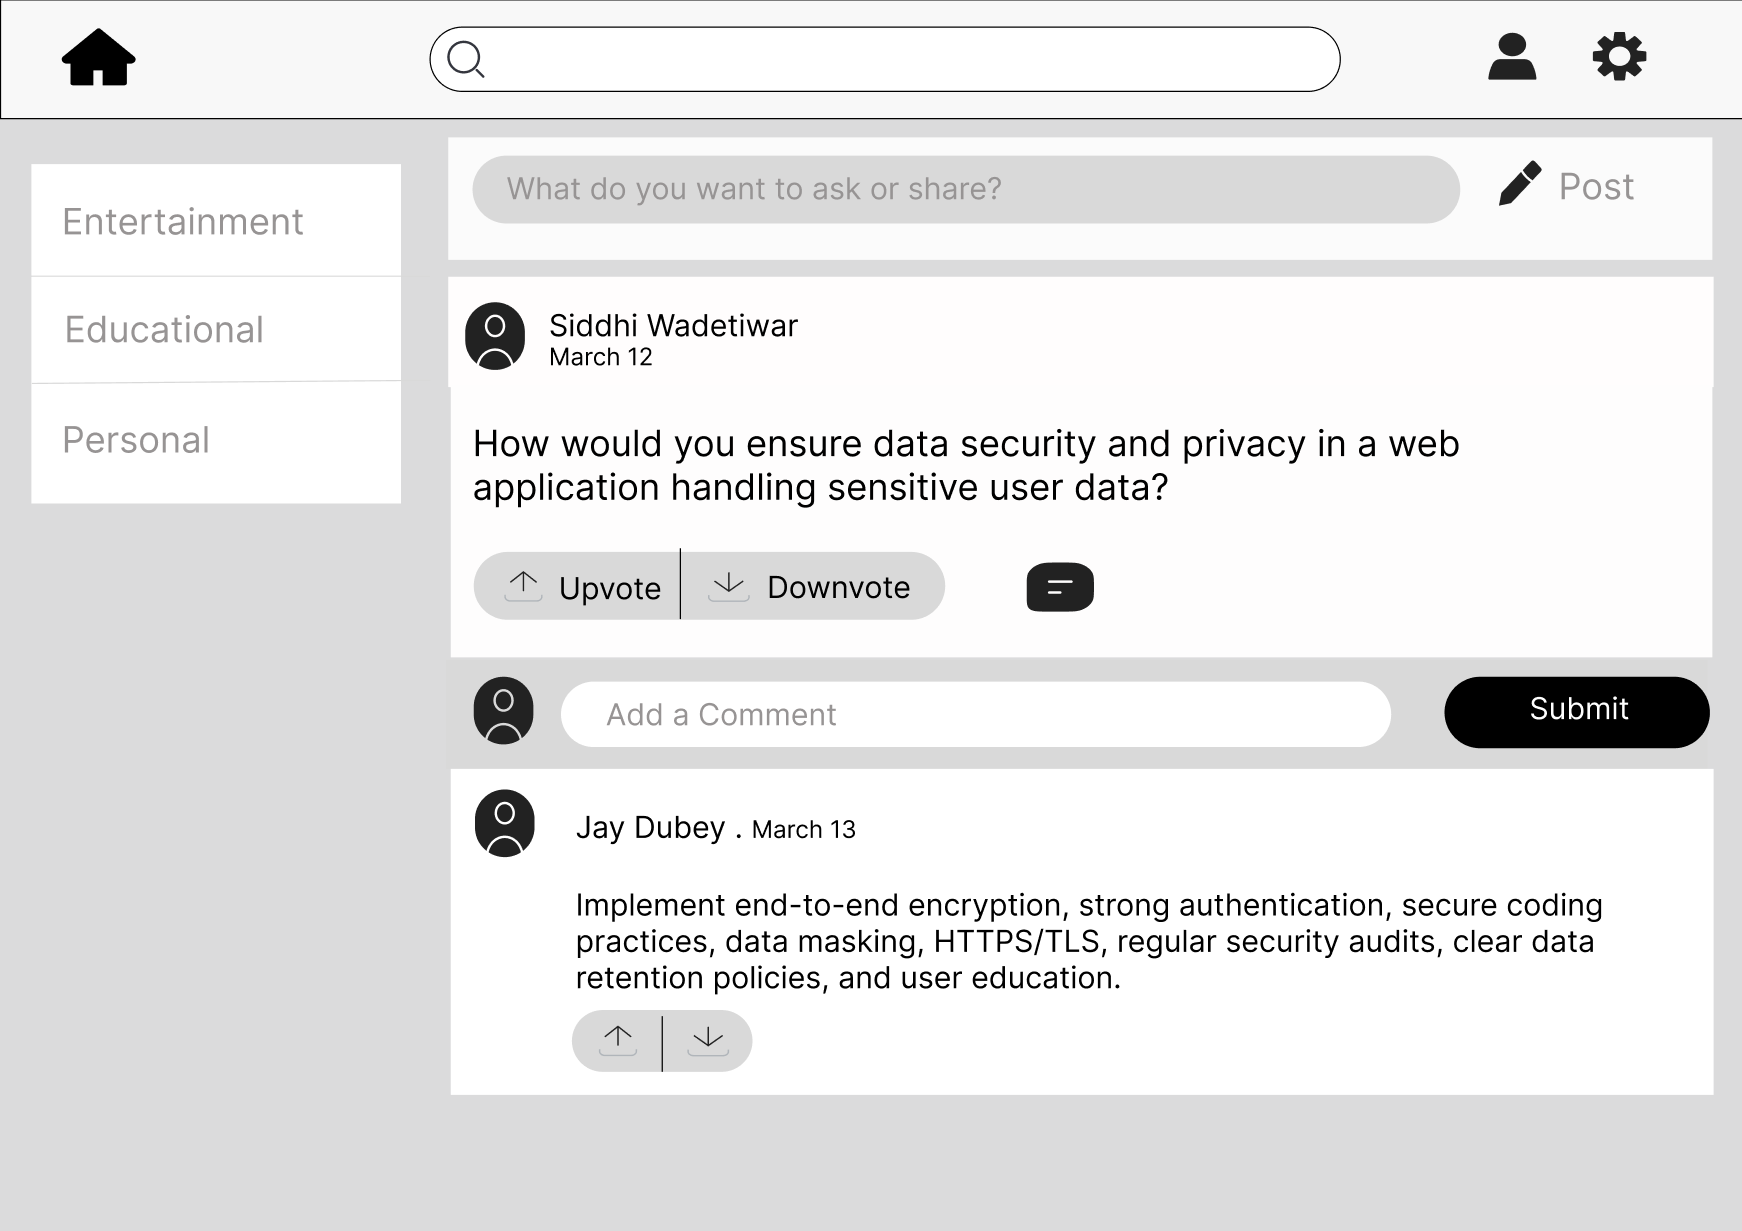 What do you want to ask or share?
Post
Entertainment
Educational
Personal
Siddhi Wadetiwar
March 12
How would you ensure data security and privacy in a web
application handling sensitive user data?
Upvote
Downvote
Add a Comment
Submit
Jay Dubey . March 13
Implement end-to-end encryption, strong authentication, secure coding
practices, data masking, HTTPS/TLS, regular security audits, clear data
retention policies, and user education.